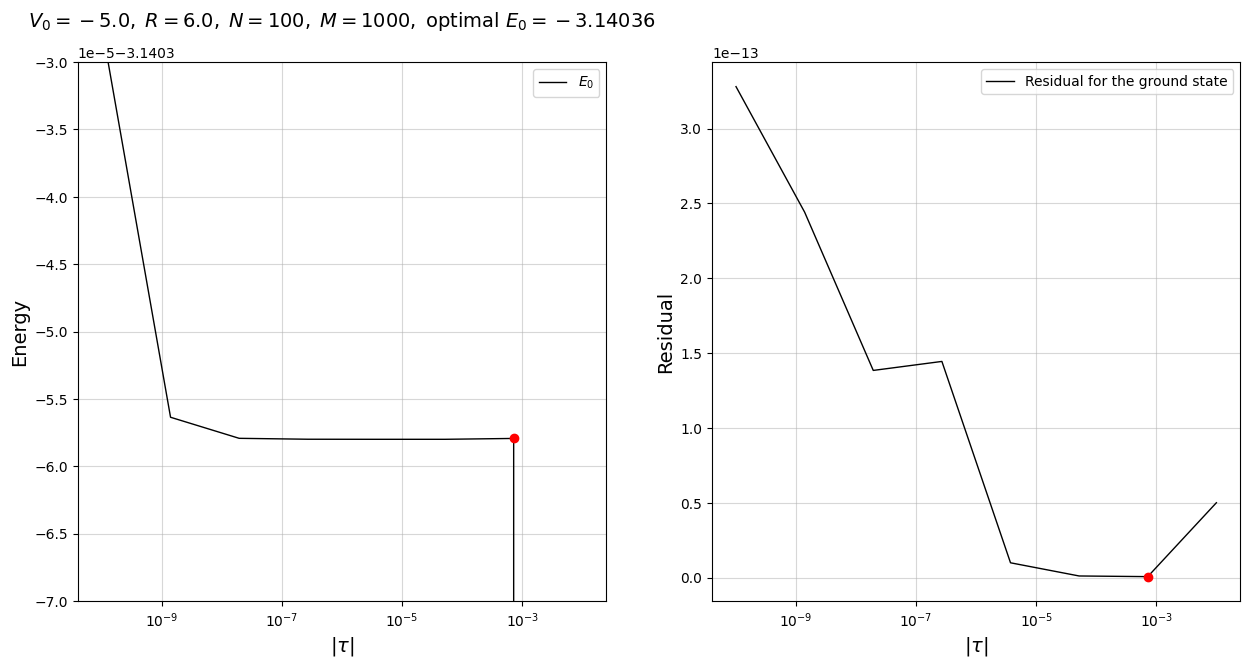 V₀ = −5.0, R = 6.0, N = 100, M = 1000, optimal E₀ = −3.14036
1e−5−3.1403
−3.0
−3.5
−4.0
−4.5
−5.0
−5.5
−6.0
−6.5
−7.0
Energy
E₀
10⁻⁹ 10⁻⁷ 10⁻⁵ 10⁻³
|τ|
1e−13
3.0
2.5
2.0
1.5
1.0
0.5
0.0
Residual
Residual for the ground state
10⁻⁹ 10⁻⁷ 10⁻⁵ 10⁻³
|τ|